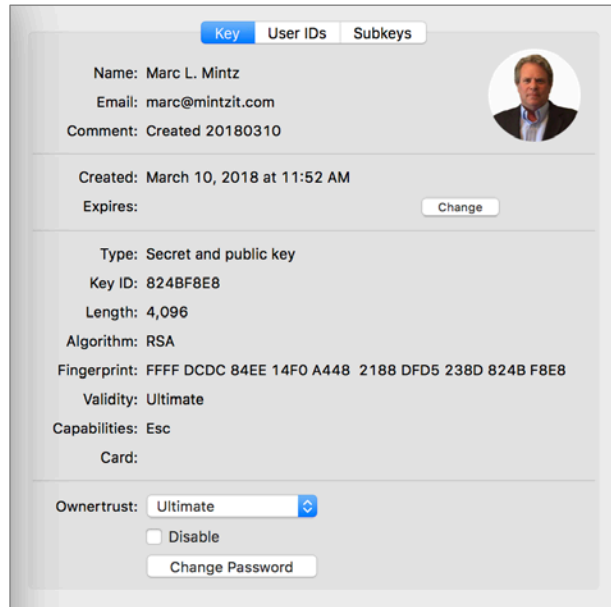 Key User IDs Subkeys
Name: Marc L. Mintz
Email: marc@mintzit.com
Comment: Created 20180310
Created: March 10, 2018 at 11:52 AM
Expires: Change
Type: Secret and public key
Key ID: 824BF8E8
Length: 4,096
Algorithm: RSA
Fingerprint: FFFF DCDC 84EE 14F0 A448  2188 DFD5 238D 824B F8E8
Validity: Ultimate
Capabilities: Esc
Card:
Ownertrust: Ultimate
Disable
Change Password